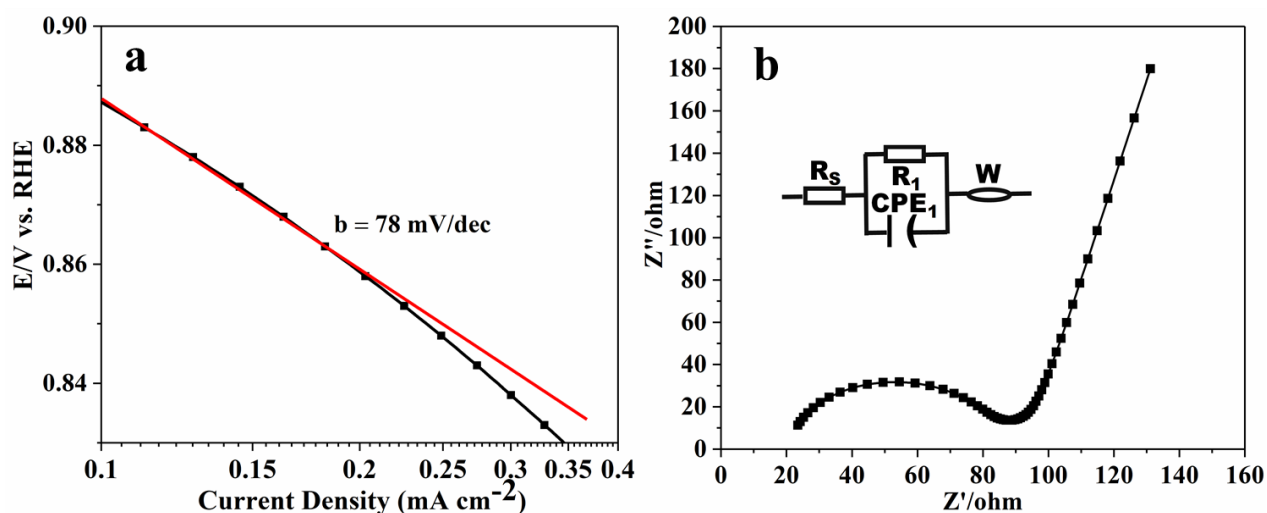 a
E/V vs. RHE
0.90
0.88
0.86
0.84
b = 78 mV/dec
0.1
0.15
0.2
0.25
0.3
0.35
0.4
Current Density (mA cm-2)
b
Z''/ohm
200
180
160
140
120
100
80
60
40
20
0
RS
R1
CPE1
W
0
20
40
60
80
100
120
140
160
Z'/ohm